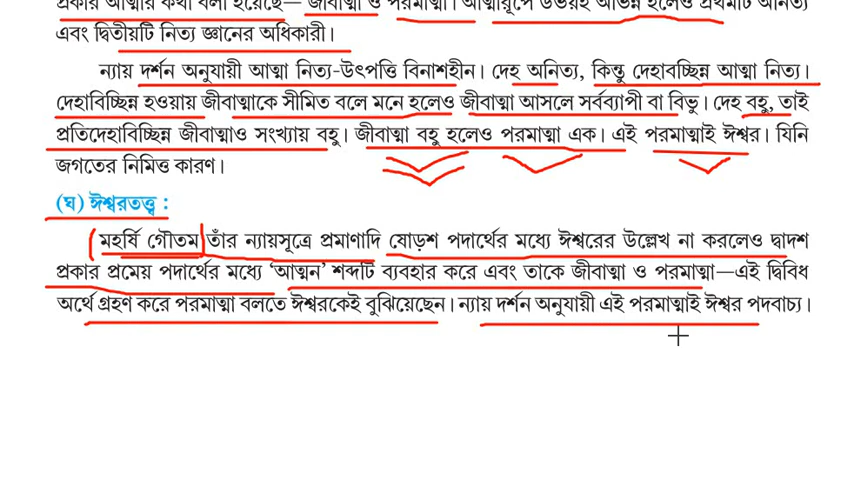 প্রকার আত্মার কথা বলা হয়েছে— জীবাত্মা ও পরমাত্মা। আত্মারূপে উভয়ই অভিন্ন হলেও প্রথমটি অনিত্য
এবং দ্বিতীয়টি নিত্য জ্ঞানের অধিকারী।
ন্যায় দর্শন অনুযায়ী আত্মা নিত্য-উৎপত্তি বিনাশহীন। দেহ অনিত্য, কিন্তু দেহাবচ্ছিন্ন আত্মা নিত্য।
দেহাবিচ্ছিন্ন হওয়ায় জীবাত্মাকে সীমিত বলে মনে হলেও জীবাত্মা আসলে সর্বব্যাপী বা বিভু। দেহ বহু, তাই
প্রতিদেহাবিচ্ছিন্ন জীবাত্মাও সংখ্যায় বহু। জীবাত্মা বহু হলেও পরমাত্মা এক। এই পরমাত্মাই ঈশ্বর। যিনি
জগতের নিমিত্ত কারণ।
(ঘ) ঈশ্বরতত্ত্ব :
মহর্ষি গৌতম তাঁর ন্যায়সূত্রে প্রমাণাদি ষোড়শ পদার্থের মধ্যে ঈশ্বরের উল্লেখ না করলেও দ্বাদশ
প্রকার প্রমেয় পদার্থের মধ্যে ‘আত্মন’ শব্দটি ব্যবহার করে এবং তাকে জীবাত্মা ও পরমাত্মা—এই দ্বিবিধ
অর্থে গ্রহণ করে পরমাত্মা বলতে ঈশ্বরকেই বুঝিয়েছেন। ন্যায় দর্শন অনুযায়ী এই পরমাত্মাই ঈশ্বর পদবাচ্য।